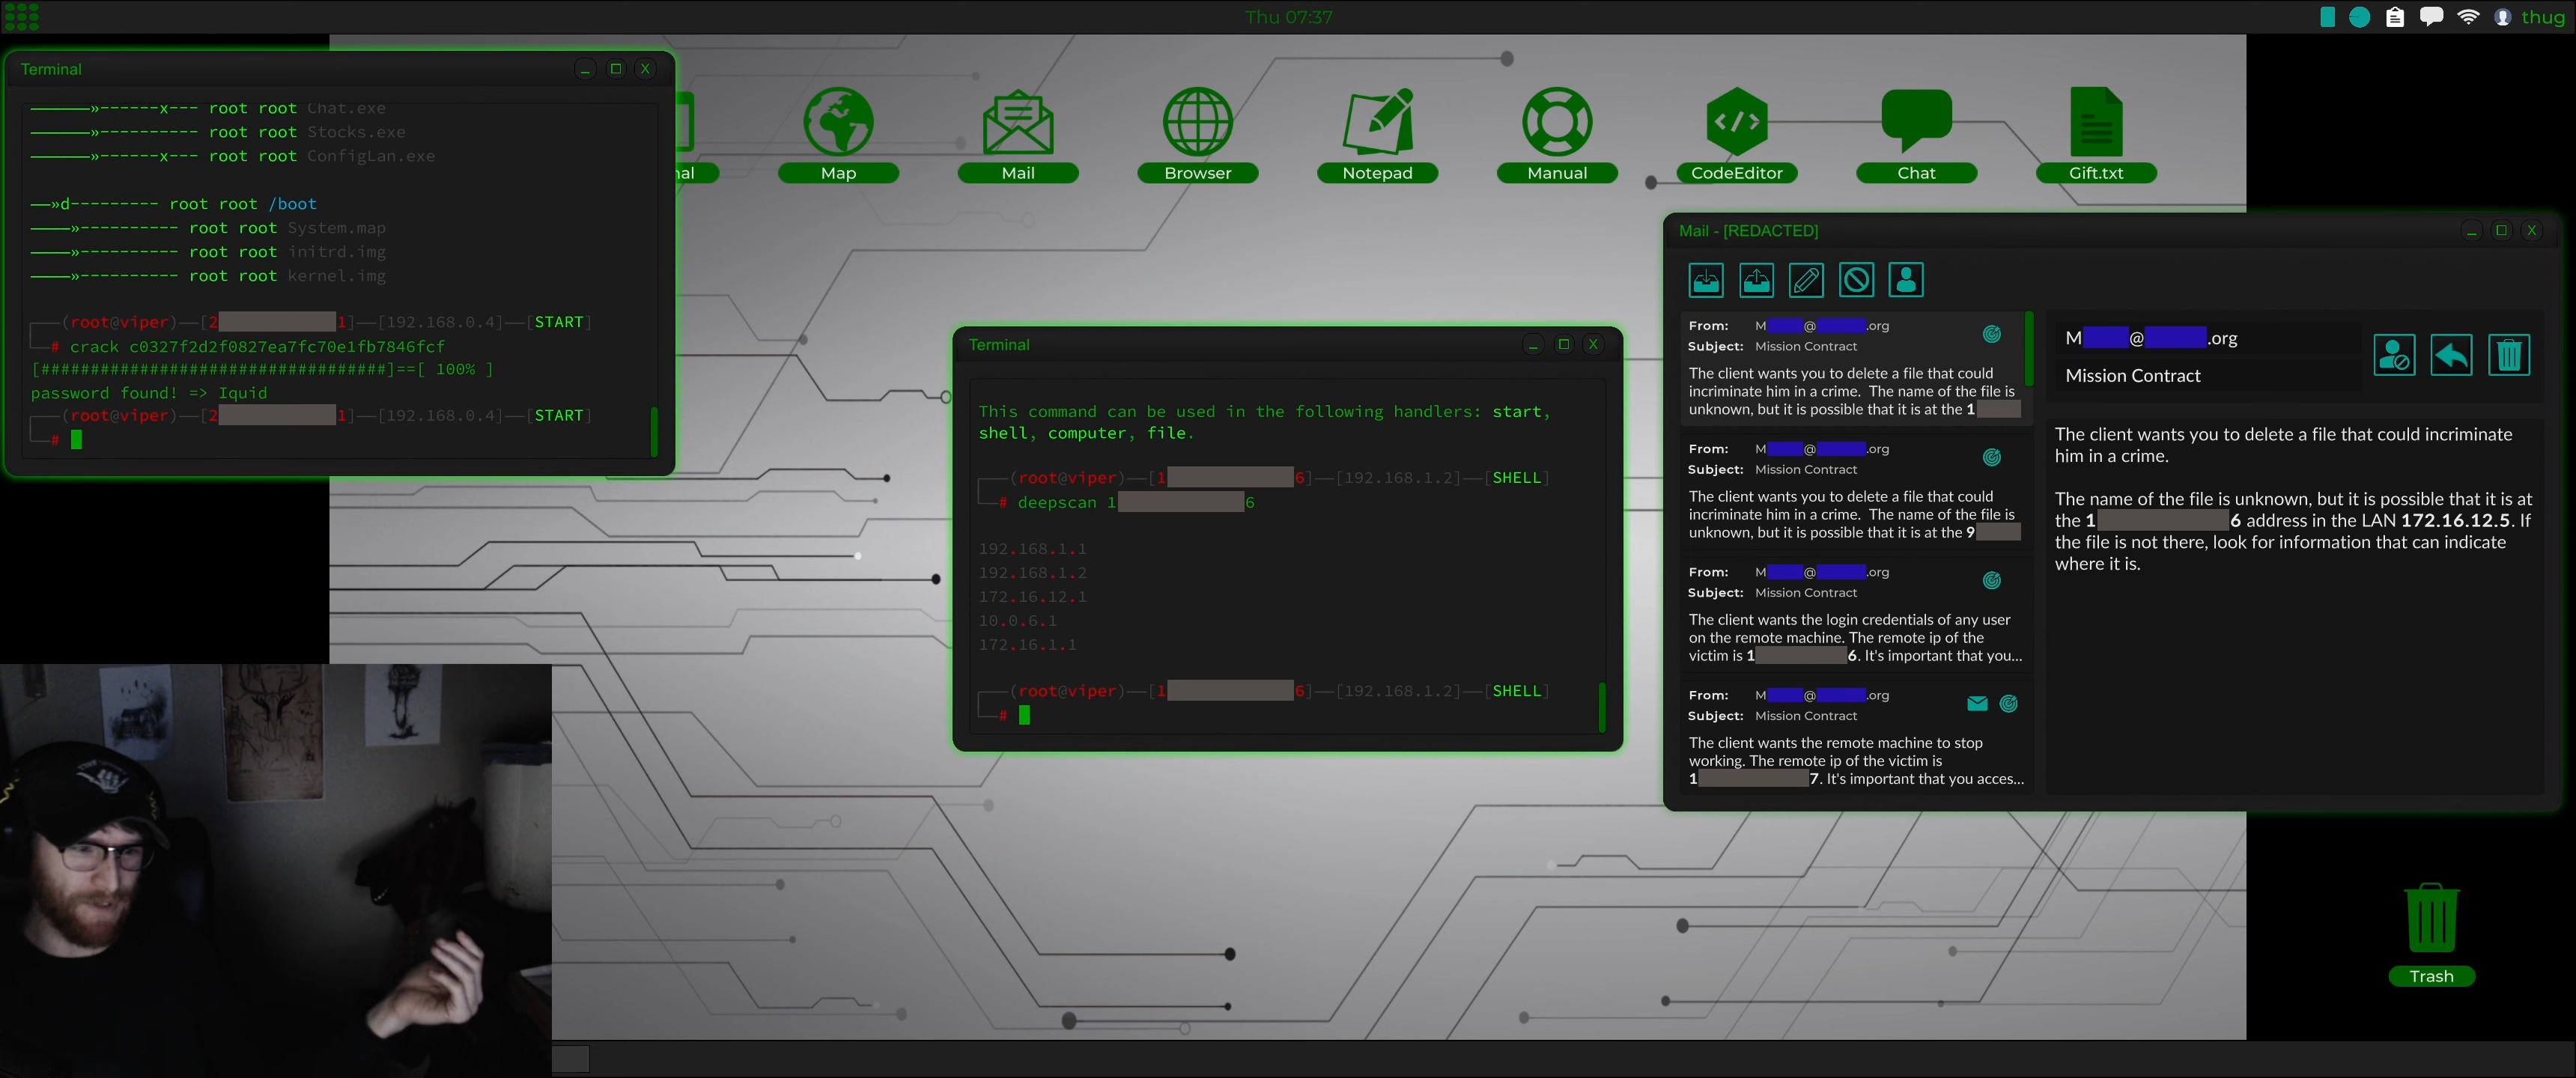 Thu 07:37
thug
Terminal
———»------x--- root root Chat.exe
———»---------- root root Stocks.exe
———»------x--- root root ConfigLan.exe
—»d--------- root root /boot
——»---------- root root System.map
——»---------- root root initrd.img
——»---------- root root kernel.img
(root@viper)—[2 1]—[192.168.0.4]—[START]
# crack c0327f2d2f0827ea7fc70e1fb7846fcf
[###################################]==[ 100% ]
password found! => Iquid
(root@viper)—[2 1]—[192.168.0.4]—[START]
#
Map
Mail
Browser
Notepad
Manual
CodeEditor
Chat
Gift.txt
Terminal
This command can be used in the following handlers: start,
shell, computer, file.
(root@viper)—[1 6]—[192.168.1.2]—[SHELL]
# deepscan 1 6
192.168.1.1
192.168.1.2
172.16.12.1
10.0.6.1
172.16.1.1
(root@viper)—[1 6]—[192.168.1.2]—[SHELL]
#
Mail - [REDACTED]
From: M @ .org
Subject: Mission Contract
The client wants you to delete a file that could
incriminate him in a crime. The name of the file is
unknown, but it is possible that it is at the 1
From: M @ .org
Subject: Mission Contract
The client wants you to delete a file that could
incriminate him in a crime. The name of the file is
unknown, but it is possible that it is at the 9
From: M @ .org
Subject: Mission Contract
The client wants the login credentials of any user
on the remote machine. The remote ip of the
victim is 1 6. It's important that you...
From: M @ .org
Subject: Mission Contract
The client wants the remote machine to stop
working. The remote ip of the victim is
1 7. It's important that you acces...
M @ .org
Mission Contract
The client wants you to delete a file that could incriminate
him in a crime.
The name of the file is unknown, but it is possible that it is at
the 1 6 address in the LAN 172.16.12.5. If
the file is not there, look for information that can indicate
where it is.
Trash